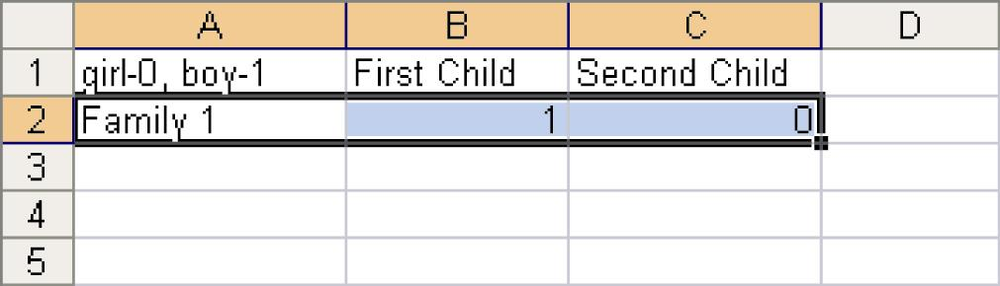 A B C D
1 girl-0, boy-1 First Child Second Child
2 Family 1 1 0
3
4
5